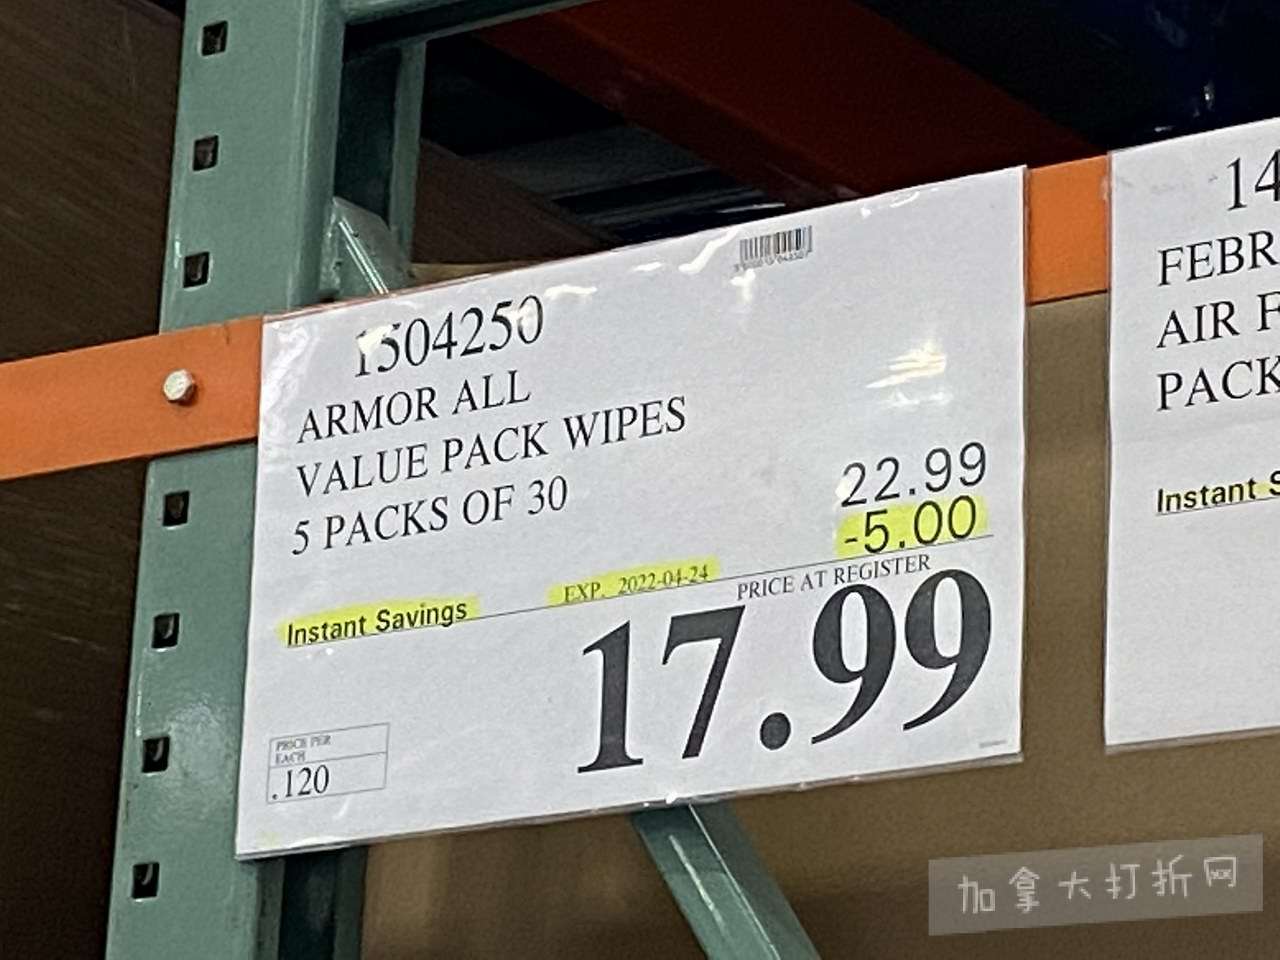 1504250
ARMOR ALL
VALUE PACK WIPES
5 PACKS OF 30
22.99
-5.00
EXP. 2022-04-24
PRICE AT REGISTER
Instant Savings
17.99
PRICE PER
EACH
.120
14
FEBR
AIR F
PACK
Instant S
加拿大打折网